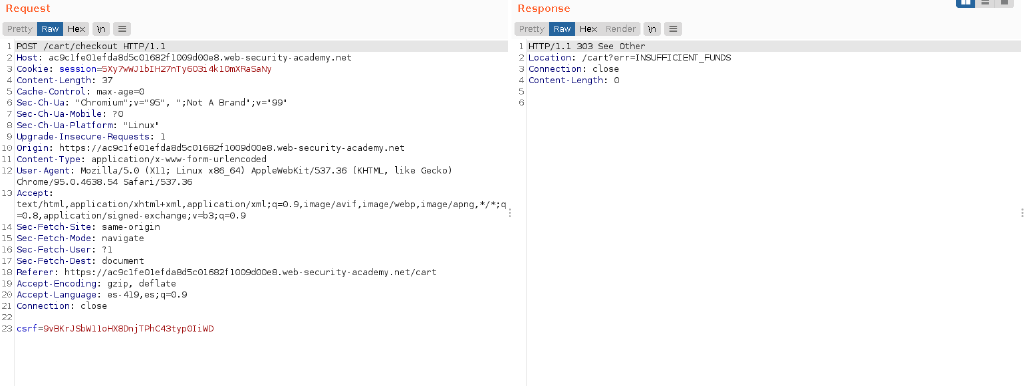 Request
Pretty Raw Hex \n
1 POST /cart/checkout HTTP/1.1
2 Host: ac9c1fe01efda8d5c01682f1009d00e8.web-security-academy.net
3 Cookie: session=5Xy7wWJ1bIH27nTy603i4k10mXRaSaNy
4 Content-Length: 37
5 Cache-Control: max-age=0
6 Sec-Ch-Ua: "Chromium";v="95", ";Not A Brand";v="99"
7 Sec-Ch-Ua-Mobile: ?0
8 Sec-Ch-Ua-Platform: "Linux"
9 Upgrade-Insecure-Requests: 1
10 Origin: https://ac9c1fe01efda8d5c01682f1009d00e8.web-security-academy.net
11 Content-Type: application/x-www-form-urlencoded
12 User-Agent: Mozilla/5.0 (X11; Linux x86_64) AppleWebKit/537.36 (KHTML, like Gecko)
Chrome/95.0.4638.54 Safari/537.36
13 Accept:
text/html,application/xhtml+xml,application/xml;q=0.9,image/avif,image/webp,image/apng,*/*;q
=0.8,application/signed-exchange;v=b3;q=0.9
14 Sec-Fetch-Site: same-origin
15 Sec-Fetch-Mode: navigate
16 Sec-Fetch-User: ?1
17 Sec-Fetch-Dest: document
18 Referer: https://ac9c1fe01efda8d5c01682f1009d00e8.web-security-academy.net/cart
19 Accept-Encoding: gzip, deflate
20 Accept-Language: es-419,es;q=0.9
21 Connection: close
22
23 csrf=9vBKrJSbW11oHX8DnjTPhC43typ0IiWD
Response
Pretty Raw Hex Render \n
1 HTTP/1.1 303 See Other
2 Location: /cart?err=INSUFFICIENT_FUNDS
3 Connection: close
4 Content-Length: 0
5
6